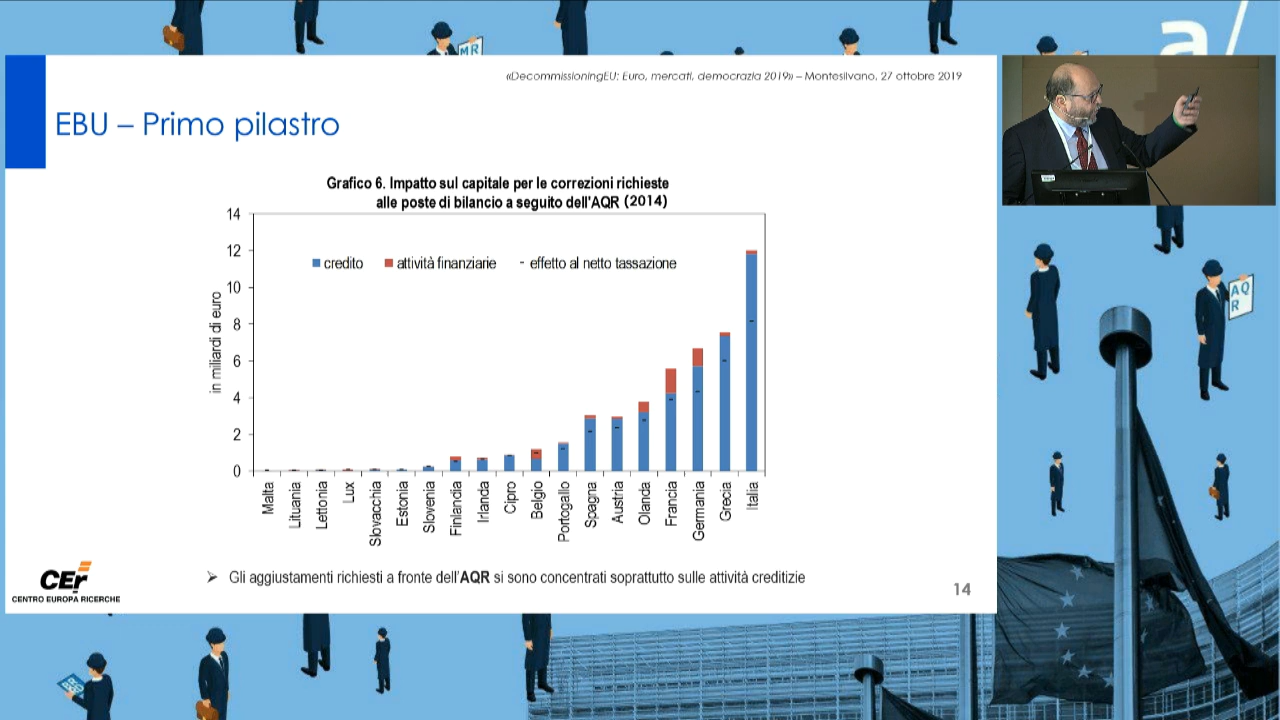 MR
a/
«DecommissioningEU: Euro, mercati, democrazia 2019» – Montesilvano, 27 ottobre 2019
EBU – Primo pilastro
Grafico 6. Impatto sul capitale per le correzioni richieste
alle poste di bilancio a seguito dell'AQR (2014)
14
12
10
8
6
4
2
0
in miliardi di euro
credito
attività finanziarie
effetto al netto tassazione
Malta
Lituania
Lettonia
Lux
Slovacchia
Estonia
Slovenia
Finlandia
Irlanda
Cipro
Belgio
Portogallo
Spagna
Austria
Olanda
Francia
Germania
Grecia
Italia
Gli aggiustamenti richiesti a fronte dell'AQR si sono concentrati soprattutto sulle attività creditizie
CEr
CENTRO EUROPA RICERCHE
14
AQ
R